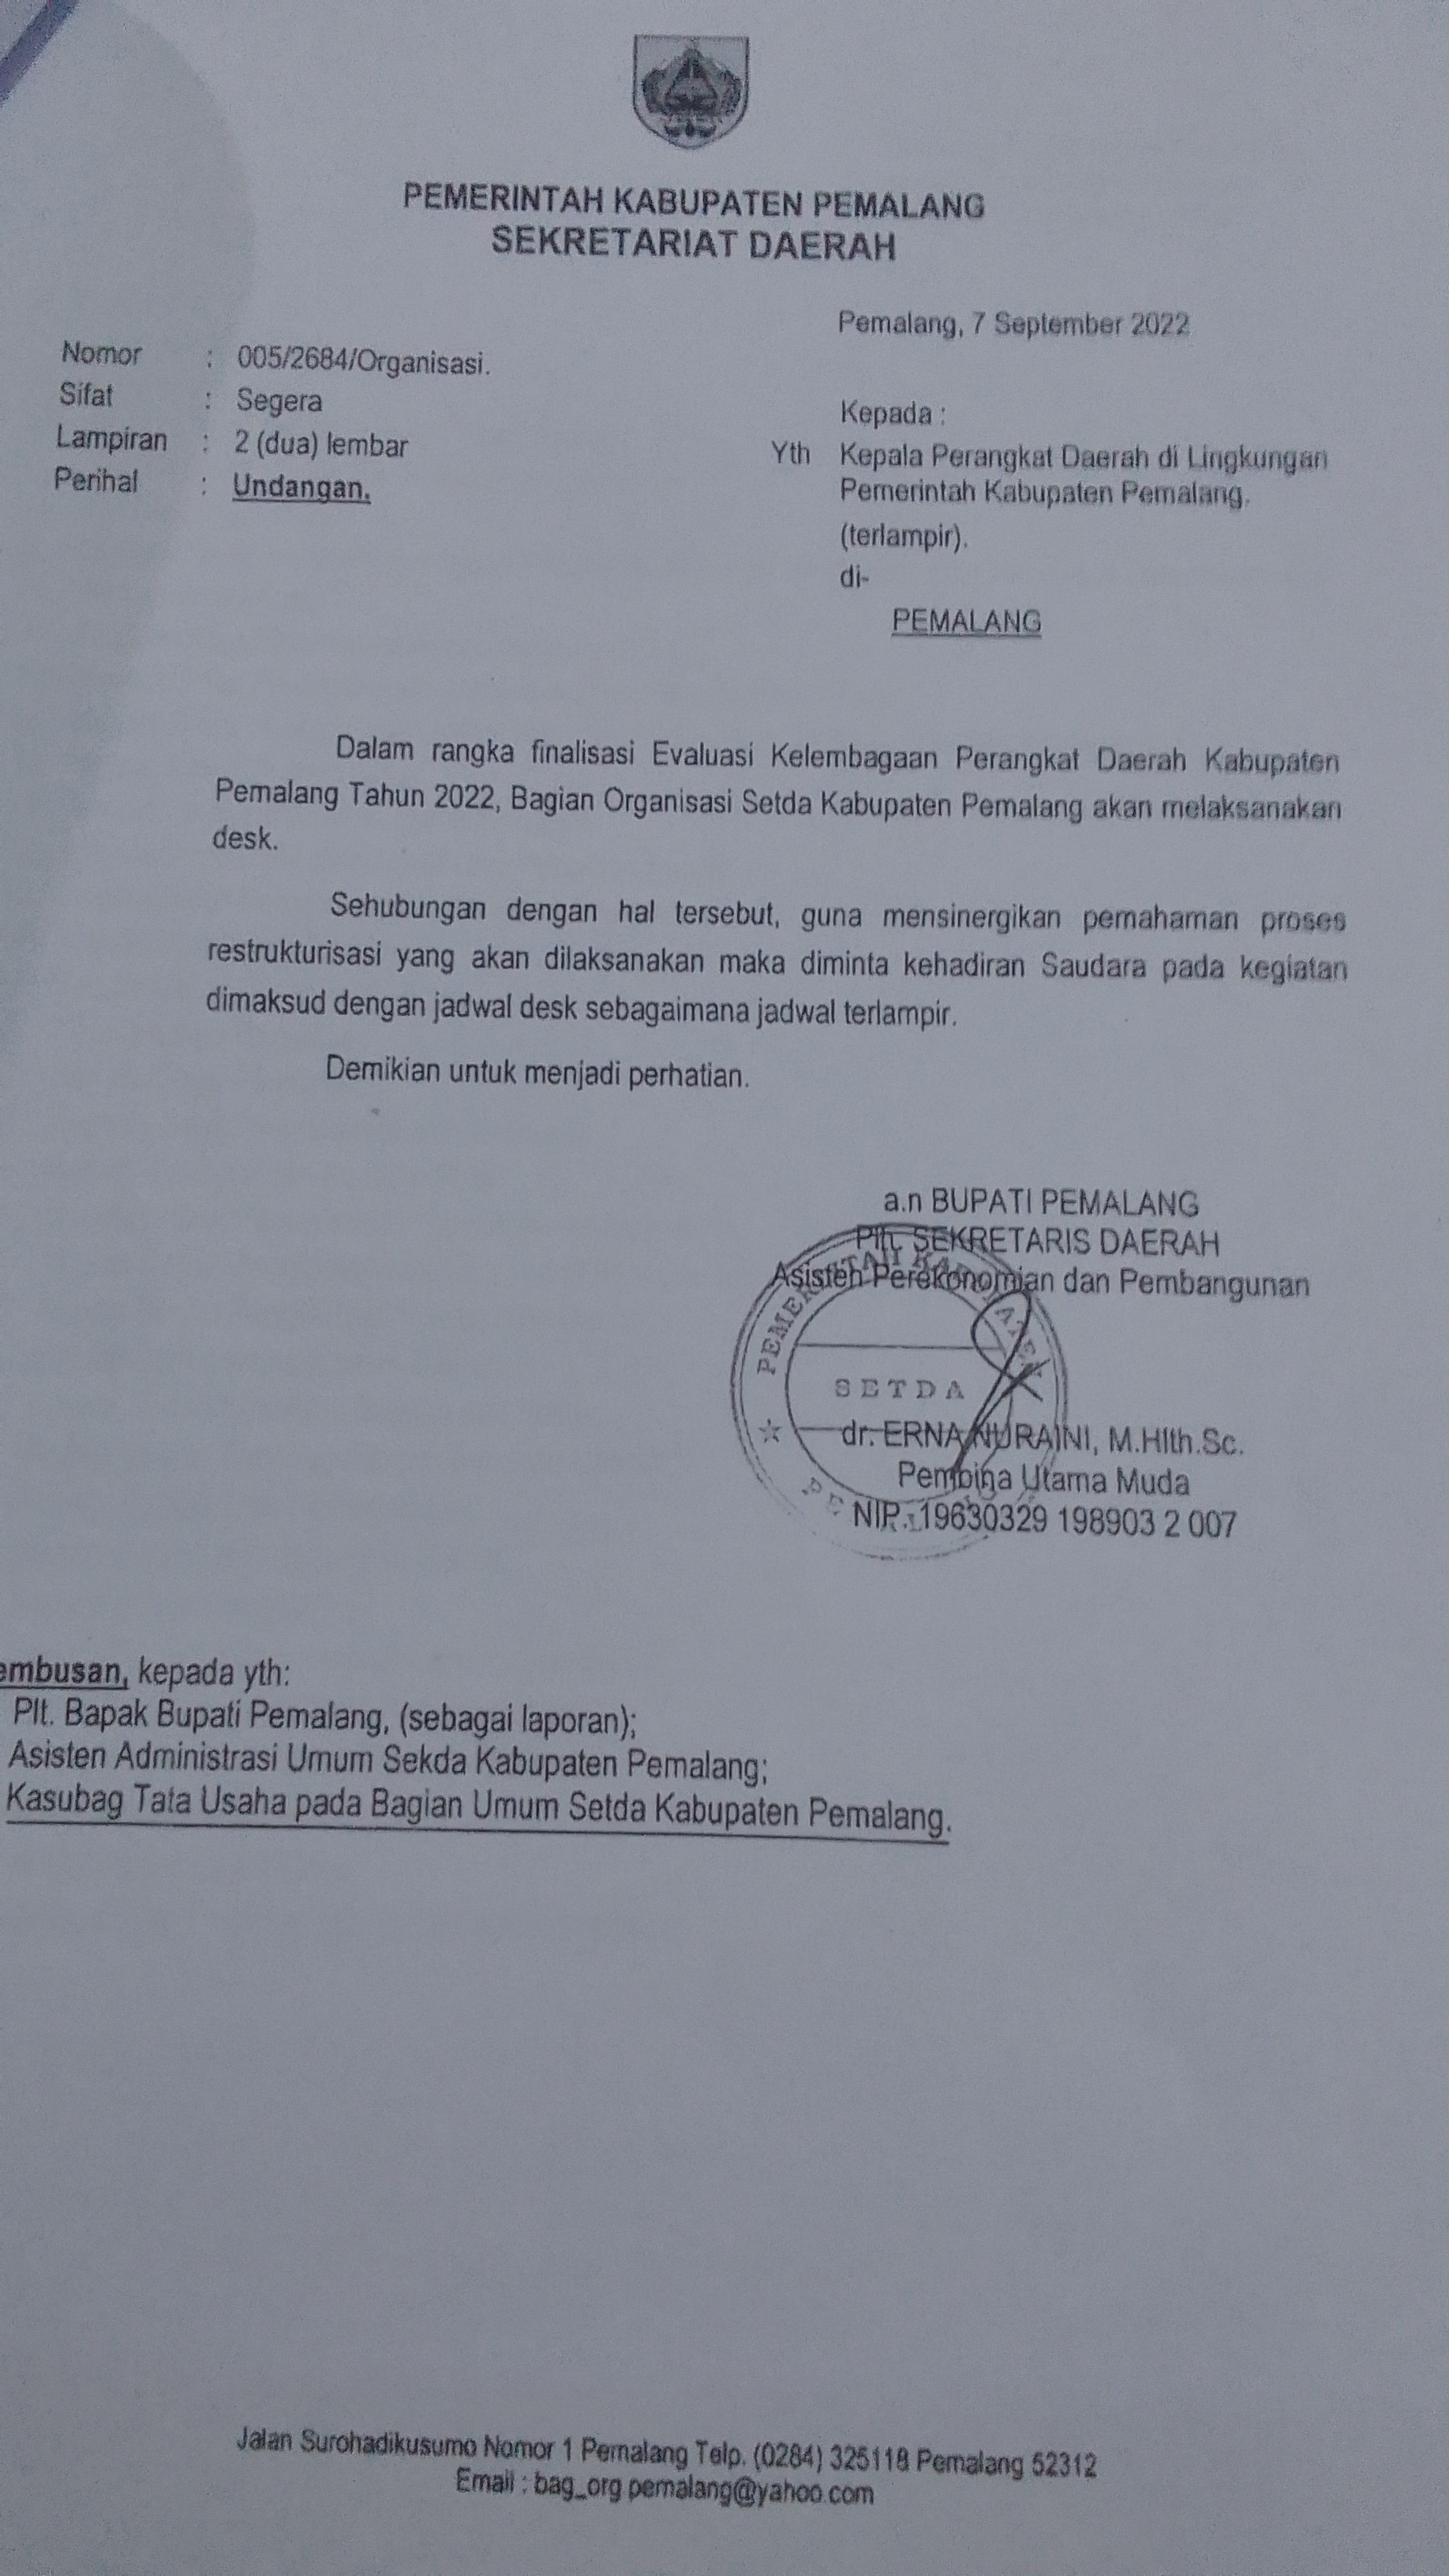 PEMERINTAH KABUPATEN PEMALANG
SEKRETARIAT DAERAH
Pemalang, 7 September 2022
Nomor : 005/2684/Organisasi.
Sifat : Segera
Lampiran : 2 (dua) lembar
Perihal : Undangan.
Kepada :
Yth Kepala Perangkat Daerah di Lingkungan
Pemerintah Kabupaten Pemalang.
(terlampir).
di-
PEMALANG
Dalam rangka finalisasi Evaluasi Kelembagaan Perangkat Daerah Kabupaten
Pemalang Tahun 2022, Bagian Organisasi Setda Kabupaten Pemalang akan melaksanakan
desk.
Sehubungan dengan hal tersebut, guna mensinergikan pemahaman proses
restrukturisasi yang akan dilaksanakan maka diminta kehadiran Saudara pada kegiatan
dimaksud dengan jadwal desk sebagaimana jadwal terlampir.
Demikian untuk menjadi perhatian.
a.n BUPATI PEMALANG
SEKRETARIS DAERAH
Asisten Perekonomian dan Pembangunan
SETDA
dr. ERNA NURAINI, M.Hlth.Sc.
Pembina Utama Muda
NIP. 19630329 198903 2 007
embusan, kepada yth:
Plt. Bapak Bupati Pemalang, (sebagai laporan);
Asisten Administrasi Umum Sekda Kabupaten Pemalang;
Kasubag Tata Usaha pada Bagian Umum Setda Kabupaten Pemalang.
Jalan Surohadikusumo Nomor 1 Pemalang Telp. (0284) 325118 Pemalang 52312
Email : bag_org.pemalang@yahoo.com